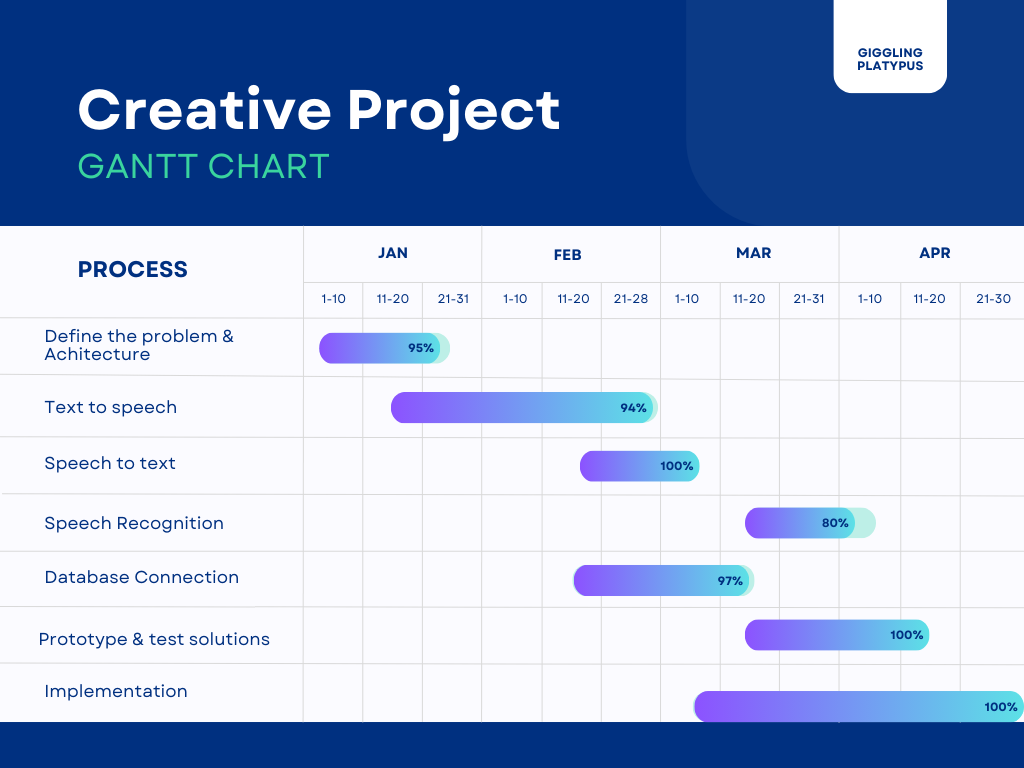 GIGGLING
PLATYPUS
Creative Project
GANTT CHART
PROCESS
JAN FEB MAR APR
1-10 11-20 21-31 1-10 11-20 21-28 1-10 11-20 21-31 1-10 11-20 21-30
Define the problem &
Achitecture
95%
Text to speech 94%
Speech to text 100%
Speech Recognition 80%
Database Connection 97%
Prototype & test solutions 100%
Implementation 100%